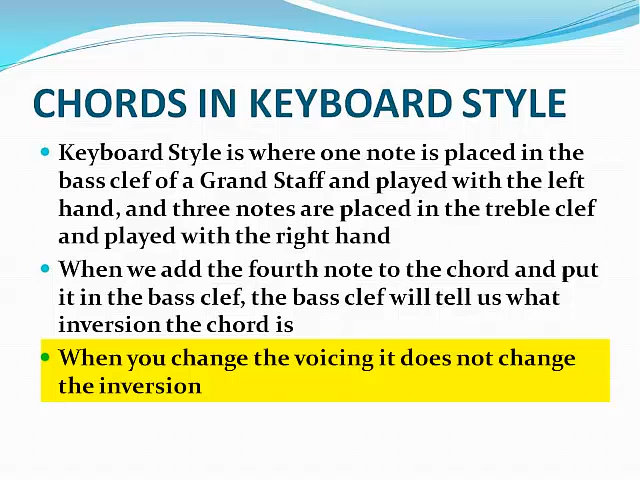 CHORDS IN KEYBOARD STYLE
Keyboard Style is where one note is placed in the
bass clef of a Grand Staff and played with the left
hand, and three notes are placed in the treble clef
and played with the right hand
When we add the fourth note to the chord and put
it in the bass clef, the bass clef will tell us what
inversion the chord is
When you change the voicing it does not change
the inversion